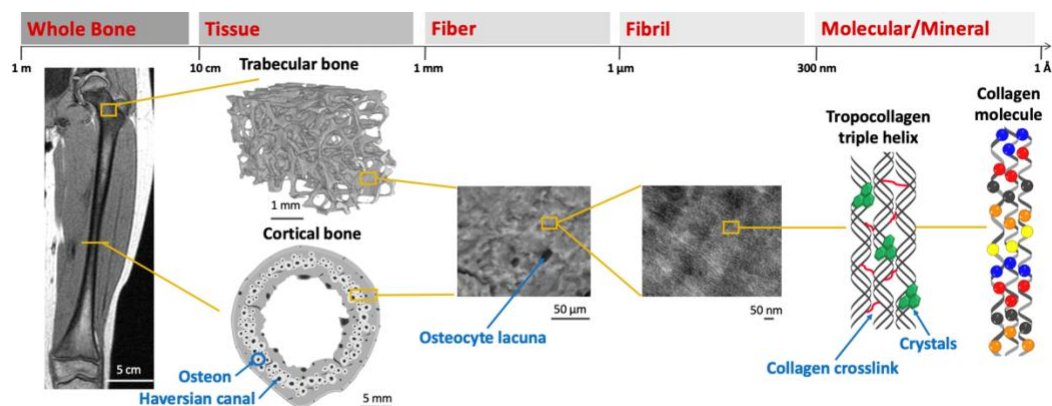 Whole Bone
Tissue
Fiber
Fibril
Molecular/Mineral
1 m
10 cm
1 mm
1 µm
300 nm
1 Å
Trabecular bone
1 mm
Cortical bone
Osteon
Haversian canal
5 mm
5 cm
Osteocyte lacuna
50 µm
50 nm
Tropocollagen
triple helix
Collagen crosslink
Crystals
Collagen
molecule